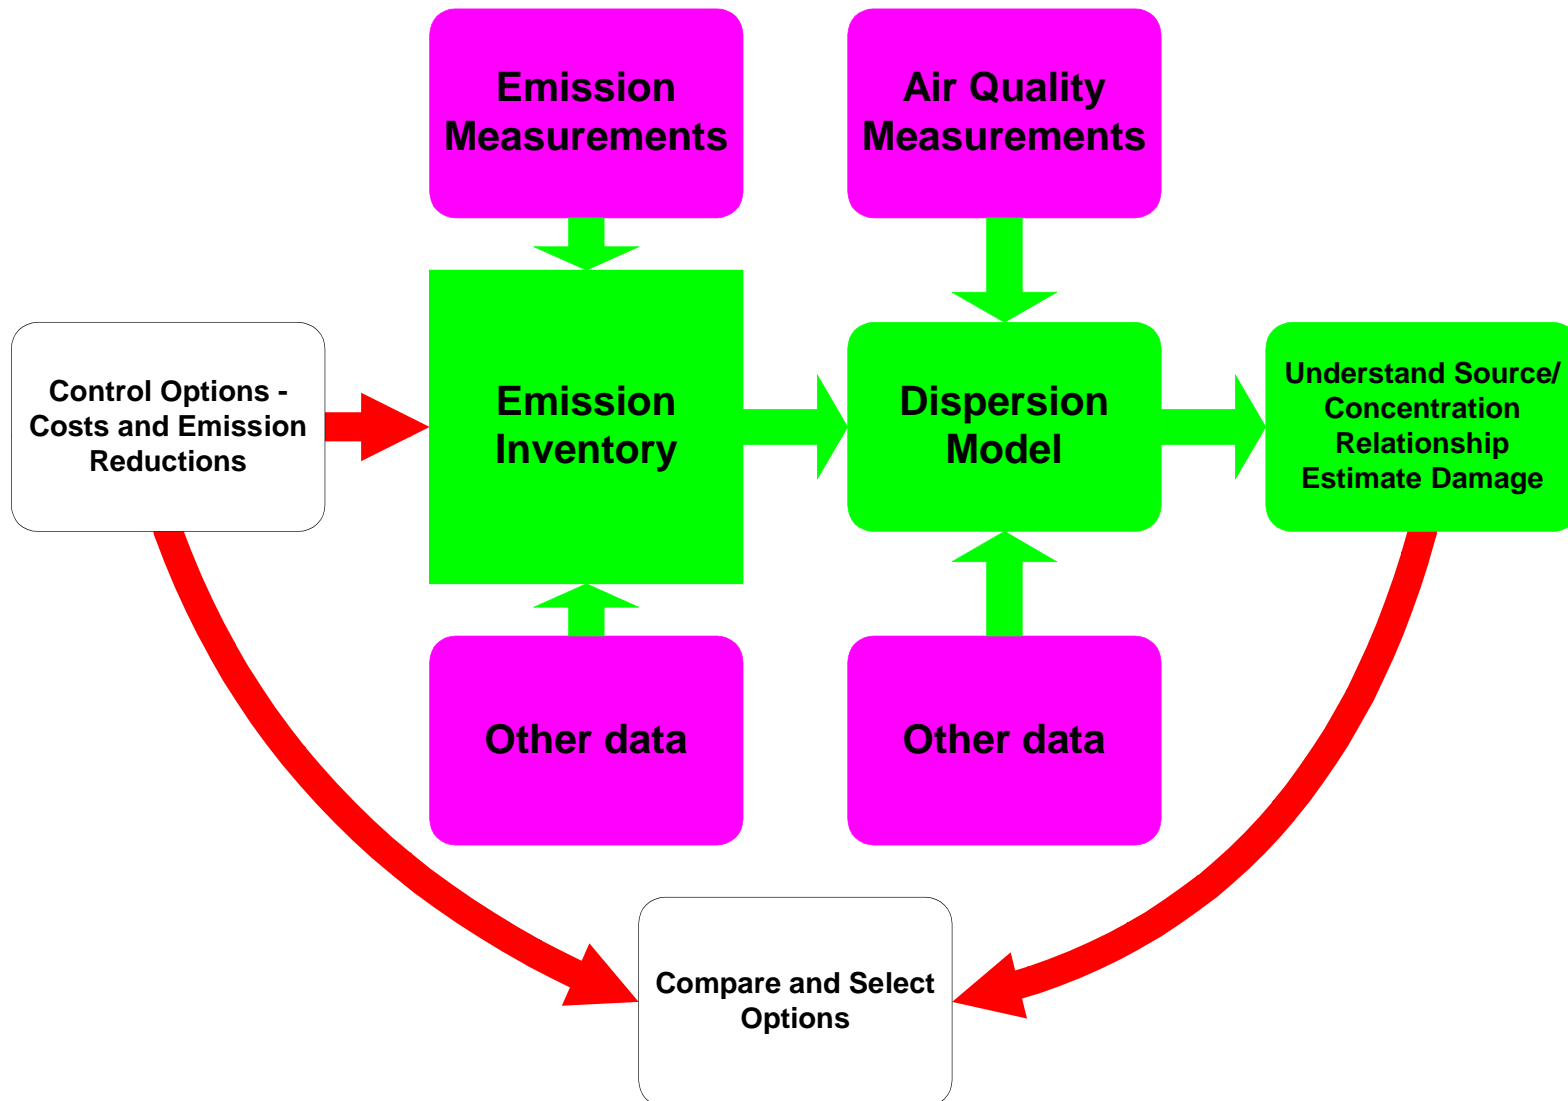 Emission
Measurements
Air Quality
Measurements
Control Options -
Costs and Emission
Reductions
Emission
Inventory
Dispersion
Model
Understand Source/
Concentration
Relationship
Estimate Damage
Other data
Other data
Compare and Select
Options